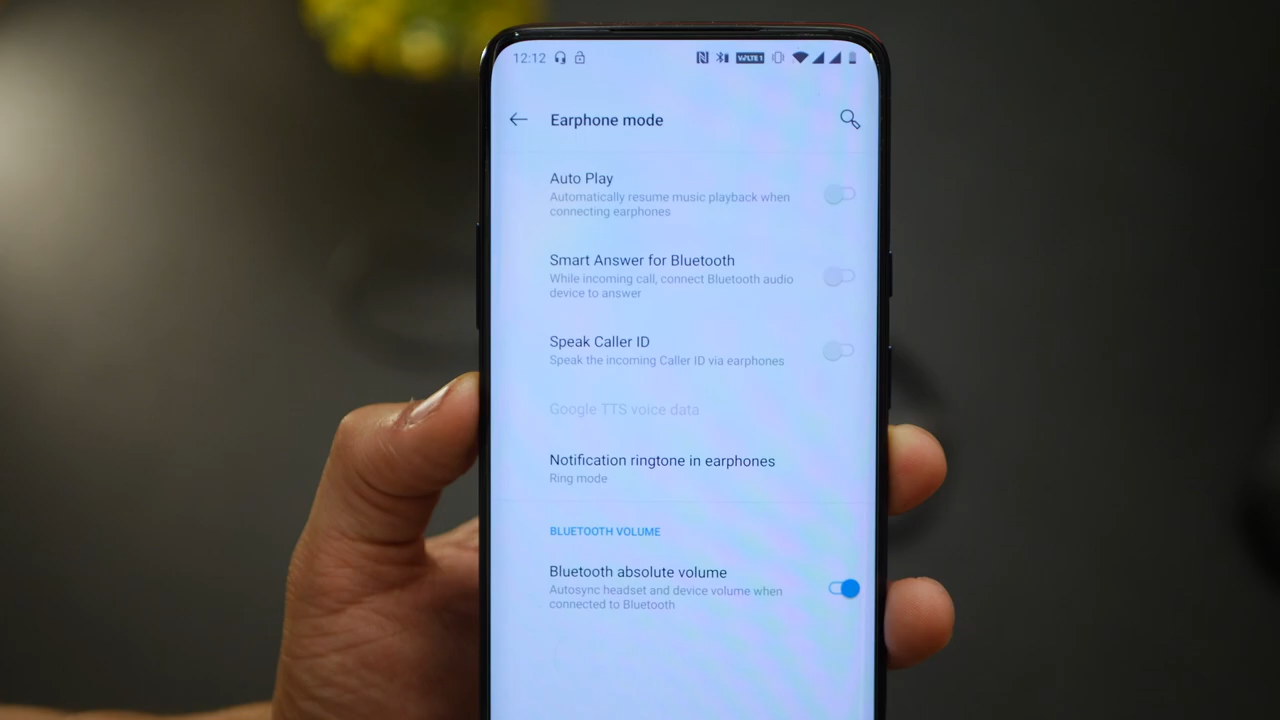 12:12
Earphone mode
Auto Play
Automatically resume music playback when
connecting earphones
Smart Answer for Bluetooth
While incoming call, connect Bluetooth audio
device to answer
Speak Caller ID
Speak the incoming Caller ID via earphones
Google TTS voice data
Notification ringtone in earphones
Ring mode
BLUETOOTH VOLUME
Bluetooth absolute volume
Autosync headset and device volume when
connected to Bluetooth